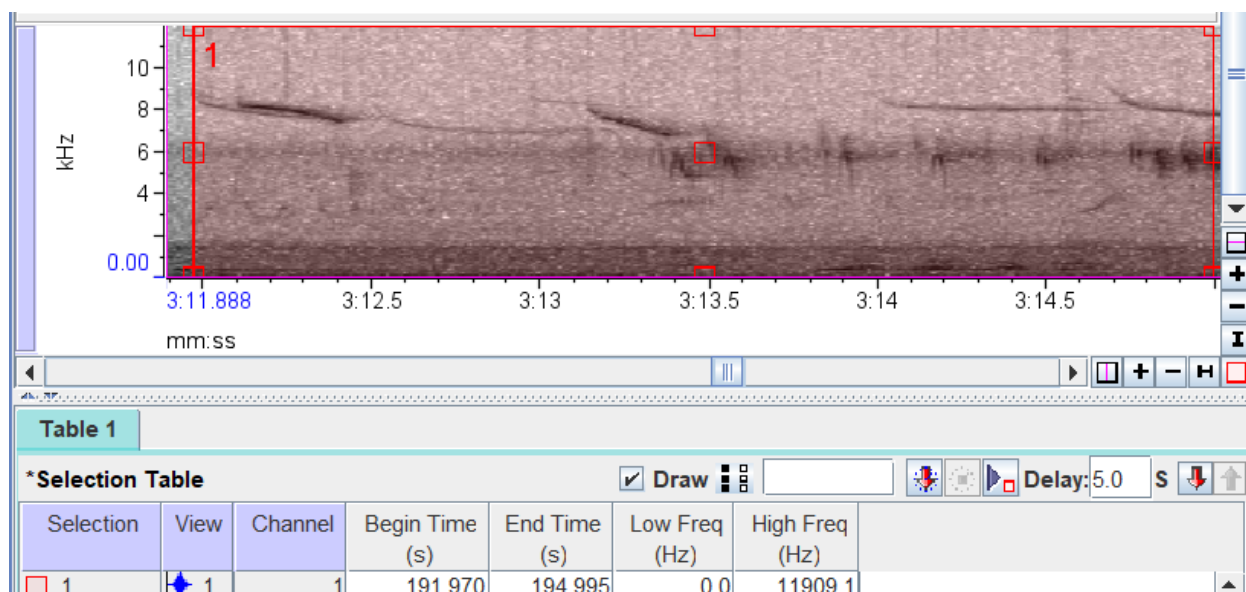 1
10
8
6
4
0.00
kHz
3:11.888 3:12.5 3:13 3:13.5 3:14 3:14.5
mm:ss
Table 1
*Selection Table Draw Delay: 5.0 S
Selection View Channel Begin Time (s) End Time (s) Low Freq (Hz) High Freq (Hz)
1 1 1 191.970 194.995 0.0 11909.1